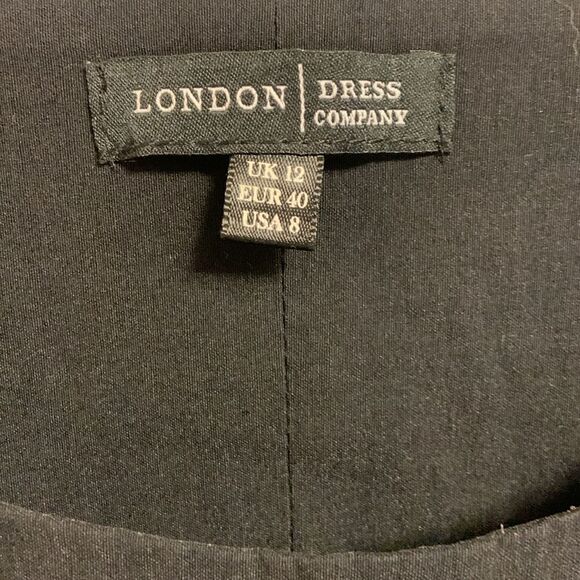 LONDON | DRESS
COMPANY
UK 12
EUR 40
USA 8